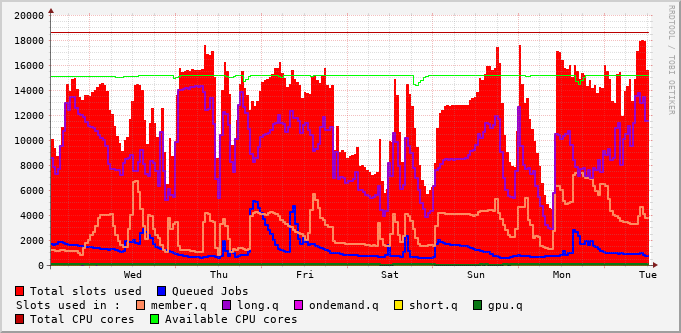 RRDTOOL / TOBI OETIKER
20000
18000
16000
14000
12000
10000
8000
6000
4000
2000
0
Wed Thu Fri Sat Sun Mon Tue
Total slots used Queued Jobs
Slots used in : member.q long.q ondemand.q short.q gpu.q
Total CPU cores Available CPU cores